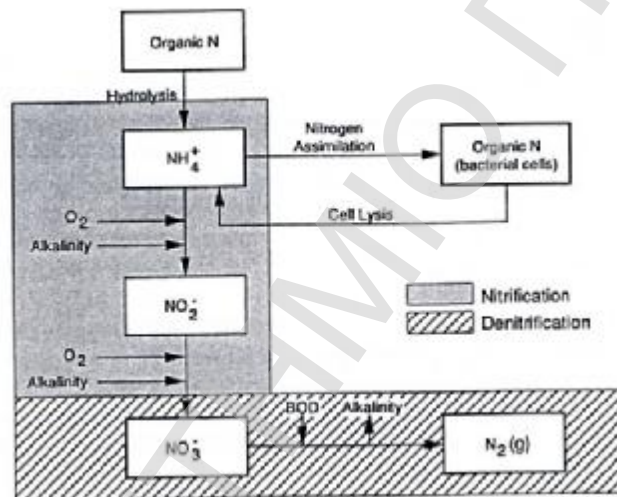 Organic N
Hydrolysis
NH₄⁺
Nitrogen
Assimilation
Organic N
(bacterial cells)
Cell Lysis
O₂
Alkalinity
NO₂⁻
Nitrification
Denitrification
O₂
Alkalinity
BOD
Alkalinity
NO₃⁻
N₂(g)